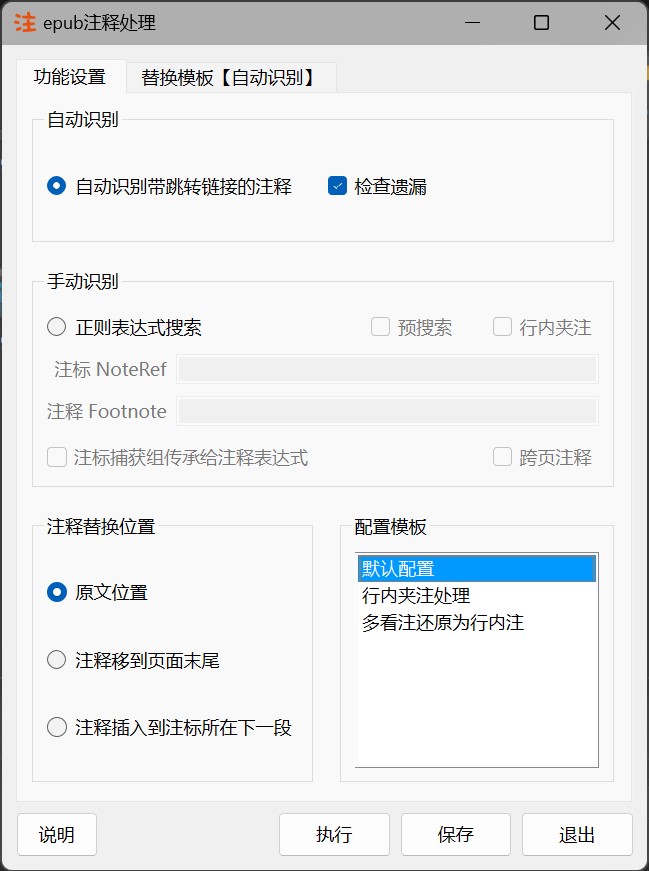 注 epub注释处理
功能设置 替换模板【自动识别】
自动识别
自动识别带跳转链接的注释 检查遗漏
手动识别
正则表达式搜索 预搜索 行内夹注
注标 NoteRef
注释 Footnote
注标捕获组传承给注释表达式 跨页注释
注释替换位置
原文位置
注释移到页面末尾
注释插入到注标所在下一段
配置模板
默认配置
行内夹注处理
多看注还原为行内注
说明 执行 保存 退出